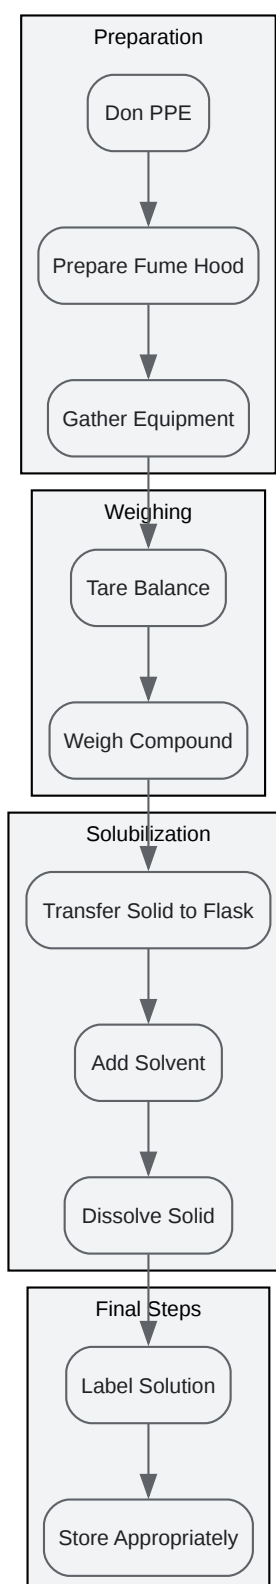 Preparation
Don PPE
Prepare Fume Hood
Gather Equipment
Weighing
Tare Balance
Weigh Compound
Solubilization
Transfer Solid to Flask
Add Solvent
Dissolve Solid
Final Steps
Label Solution
Store Appropriately